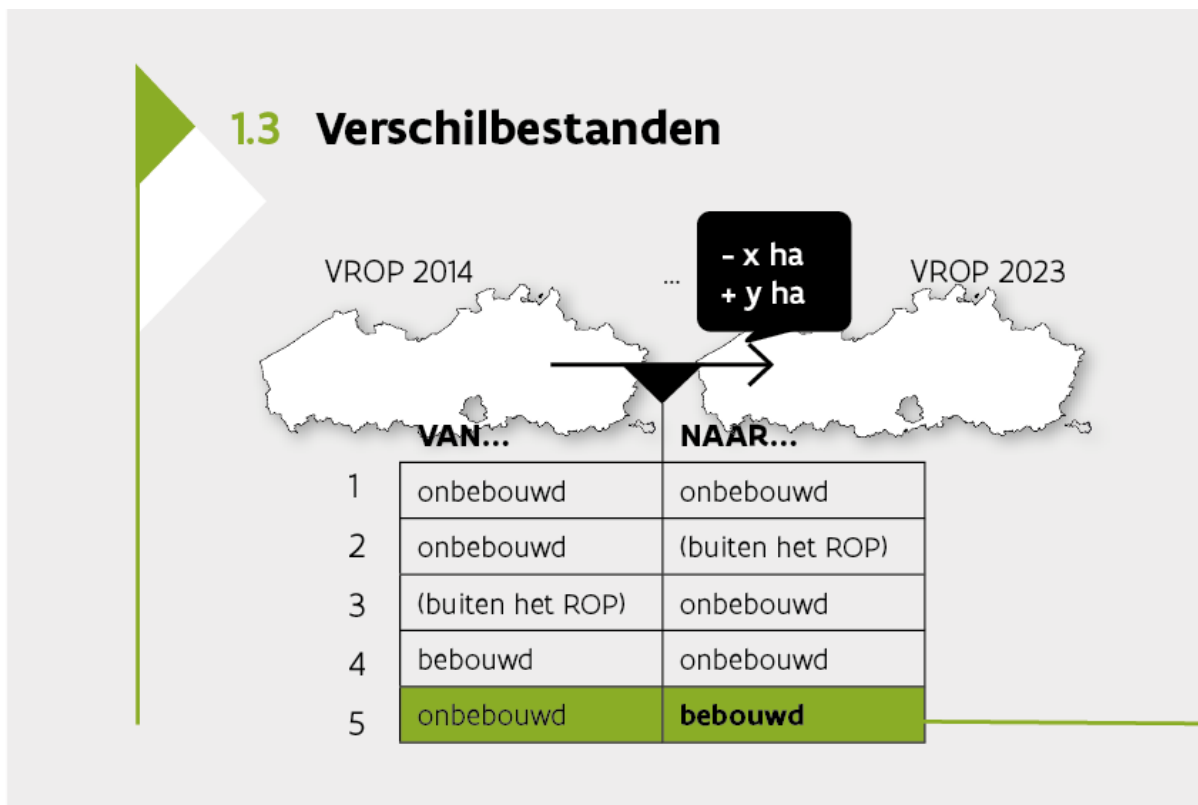 1.3 Verschilbestanden
VROP 2014 ... - x ha VROP 2023
+ y ha
VAN... NAAR...
1 onbebouwd onbebouwd
2 onbebouwd (buiten het ROP)
3 (buiten het ROP) onbebouwd
4 bebouwd onbebouwd
5 onbebouwd bebouwd